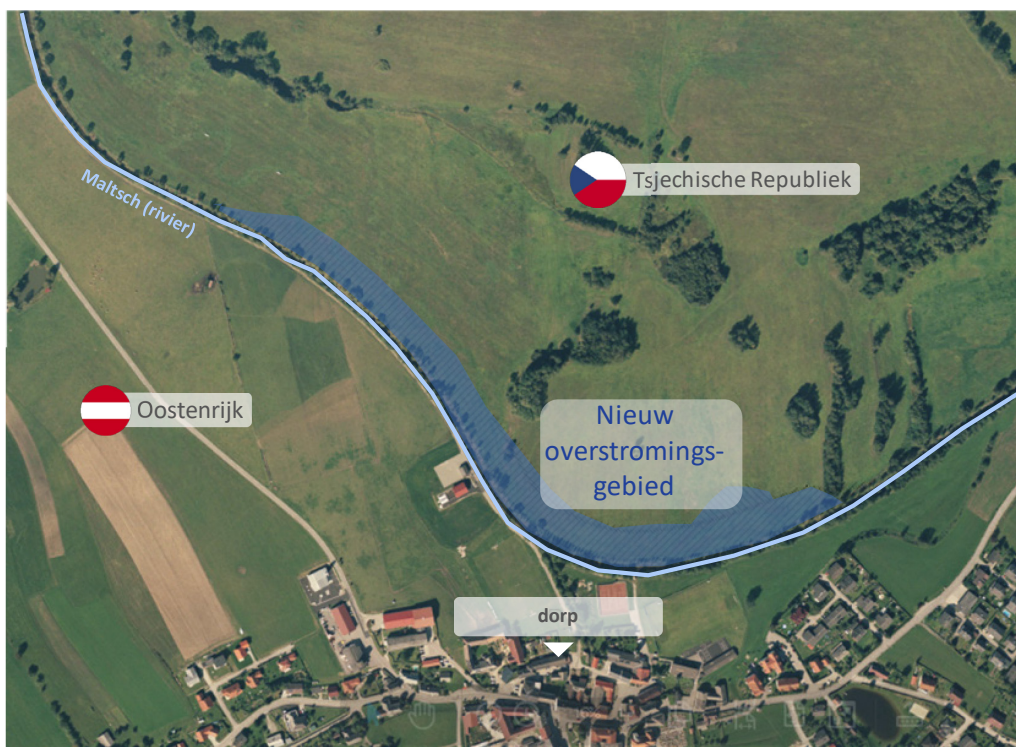 Tsjechische Republiek
Maltsch (rivier)
Oostenrijk
Nieuw
overstromings-
gebied
dorp